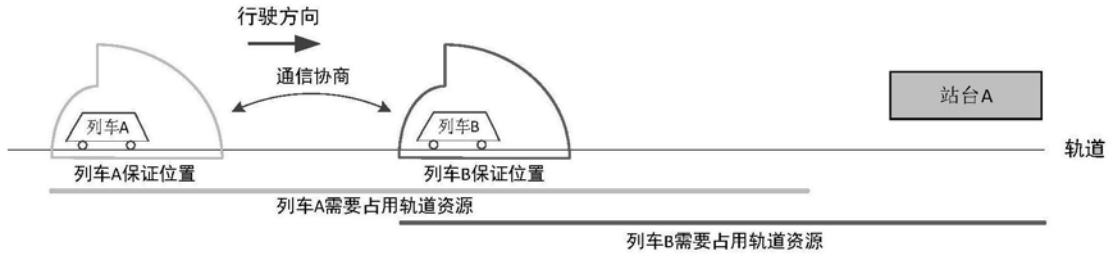 行驶方向
通信协商
站台A
列车A
列车B
轨道
列车A保证位置
列车B保证位置
列车A需要占用轨道资源
列车B需要占用轨道资源